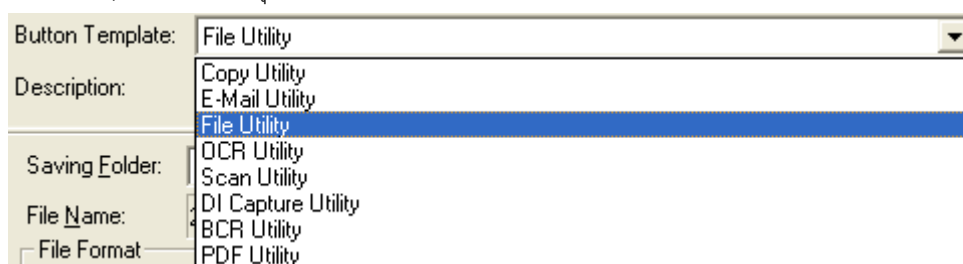 Button Template: File Utility
Description:
Copy Utility
E-Mail Utility
File Utility
OCR Utility
Scan Utility
DI Capture Utility
BCR Utility
PDF Utility
Saving Folder:
File Name:
File Format